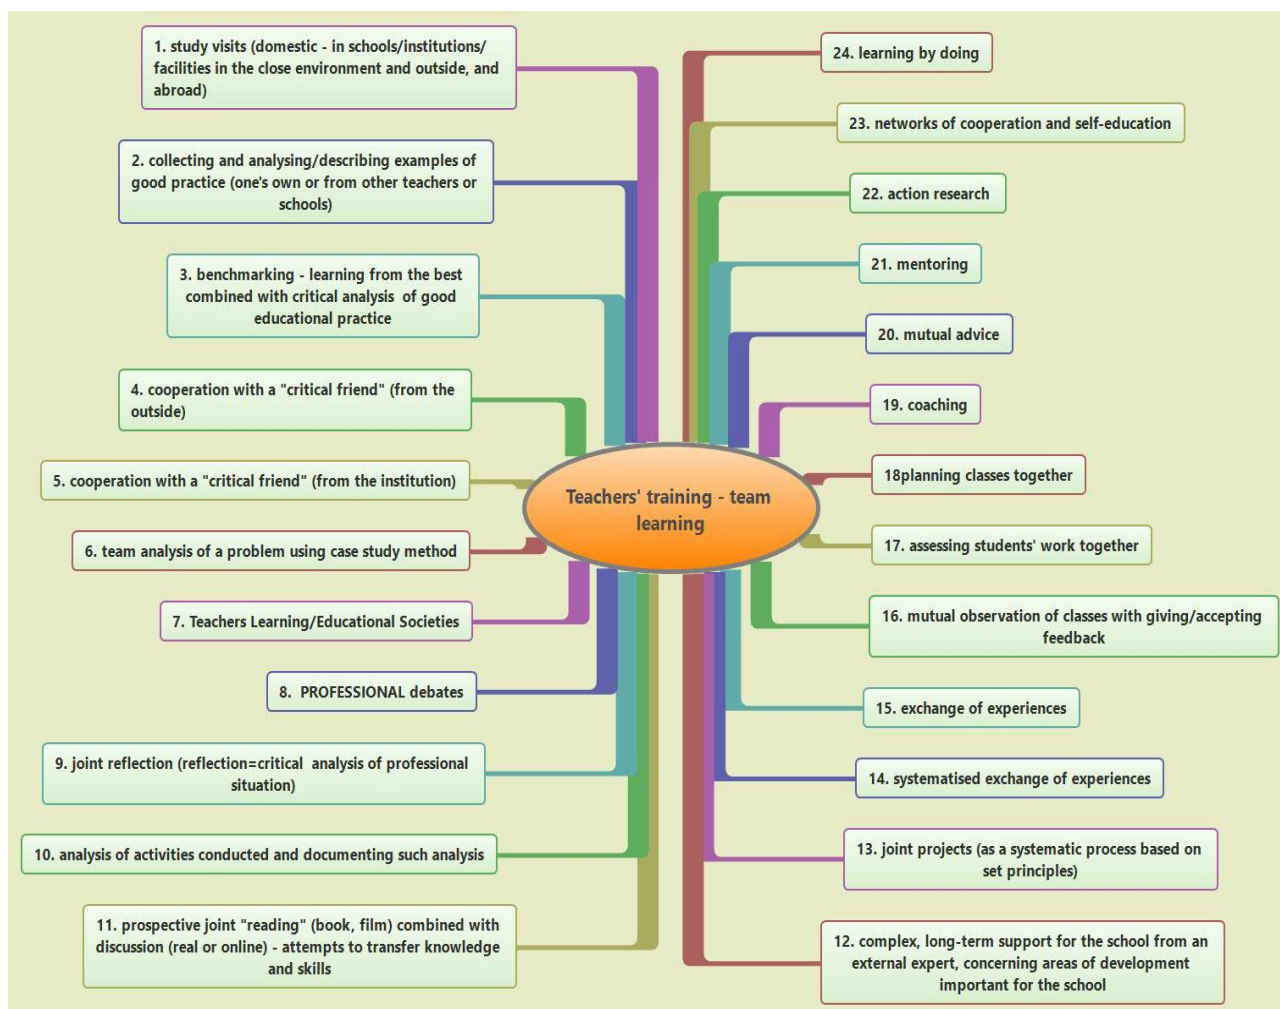 1. study visits (domestic - in schools/institutions/
facilities in the close environment and outside, and
abroad)
2. collecting and analysing/describing examples of
good practice (one's own or from other teachers or
schools)
3. benchmarking - learning from the best
combined with critical analysis  of good
educational practice
4. cooperation with a "critical friend" (from the
outside)
5. cooperation with a "critical friend" (from the institution)
6. team analysis of a problem using case study method
7. Teachers Learning/Educational Societies
8.  PROFESSIONAL debates
9. joint reflection (reflection=critical  analysis of professional
situation)
10. analysis of activities conducted and documenting such analysis
11. prospective joint "reading" (book, film) combined with
discussion (real or online) - attempts to transfer knowledge
and skills
Teachers' training - team
learning
24. learning by doing
23. networks of cooperation and self-education
22. action research
21. mentoring
20. mutual advice
19. coaching
18planning classes together
17. assessing students' work together
16. mutual observation of classes with giving/accepting
feedback
15. exchange of experiences
14. systematised exchange of experiences
13. joint projects (as a systematic process based on
set principles)
12. complex, long-term support for the school from an
external expert, concerning areas of development
important for the school